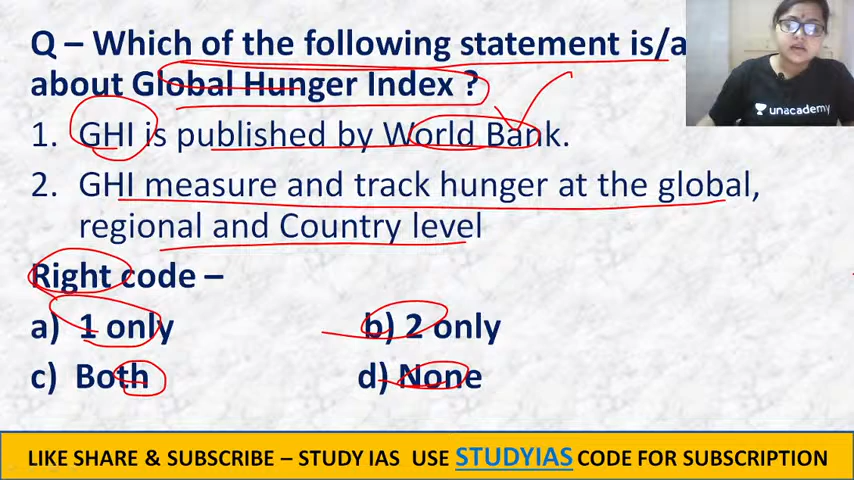 Q – Which of the following statement is/a
about Global Hunger Index ?
1. GHI is published by World Bank.
2. GHI measure and track hunger at the global,
regional and Country level
Right code –
a) 1 only b) 2 only
c) Both d) None
unacademy
LIKE SHARE & SUBSCRIBE – STUDY IAS USE STUDYIAS CODE FOR SUBSCRIPTION